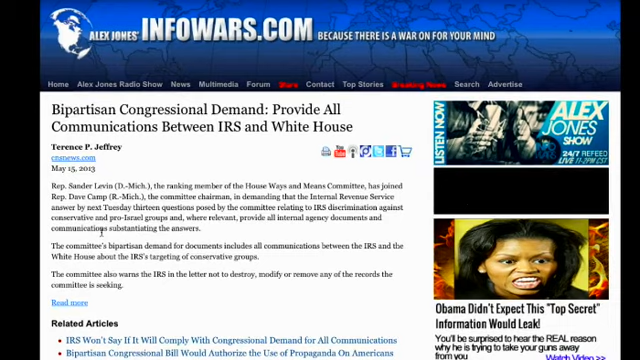 ALEX JONES' INFOWARS.COM BECAUSE THERE IS A WAR ON FOR YOUR MIND
Home Alex Jones Radio Show News Multimedia Forum Store Contact Top Stories Breaking News Search Advertise
Bipartisan Congressional Demand: Provide All
Communications Between IRS and White House
Terence P. Jeffrey
cnsnews.com
May 15, 2013
Rep. Sander Levin (D.-Mich.), the ranking member of the House Ways and Means Committee, has joined
Rep. Dave Camp (R.-Mich.), the committee chairman, in demanding that the Internal Revenue Service
answer by next Tuesday thirteen questions posed by the committee relating to IRS discrimination against
conservative and pro-Israel groups and, where relevant, provide all internal agency documents and
communications substantiating the answers.
The committee's bipartisan demand for documents includes all communications between the IRS and the
White House about the IRS's targeting of conservative groups.
The committee also warns the IRS in the letter not to destroy, modify or remove any of the records the
committee is seeking.
Read more
Related Articles
IRS Won't Say If It Will Comply With Congressional Demand for All Communications
Bipartisan Congressional Bill Would Authorize the Use of Propaganda On Americans
LISTEN NOW
ALEX
JONES
SHOW
24/7 REFEED
LIVE 11-2PM CST
Obama Didn't Expect This "Top Secret"
Information Would Leak!
You'll be surprised to hear the REAL reason
why he is trying to take your guns away
from you
Watch Video>>